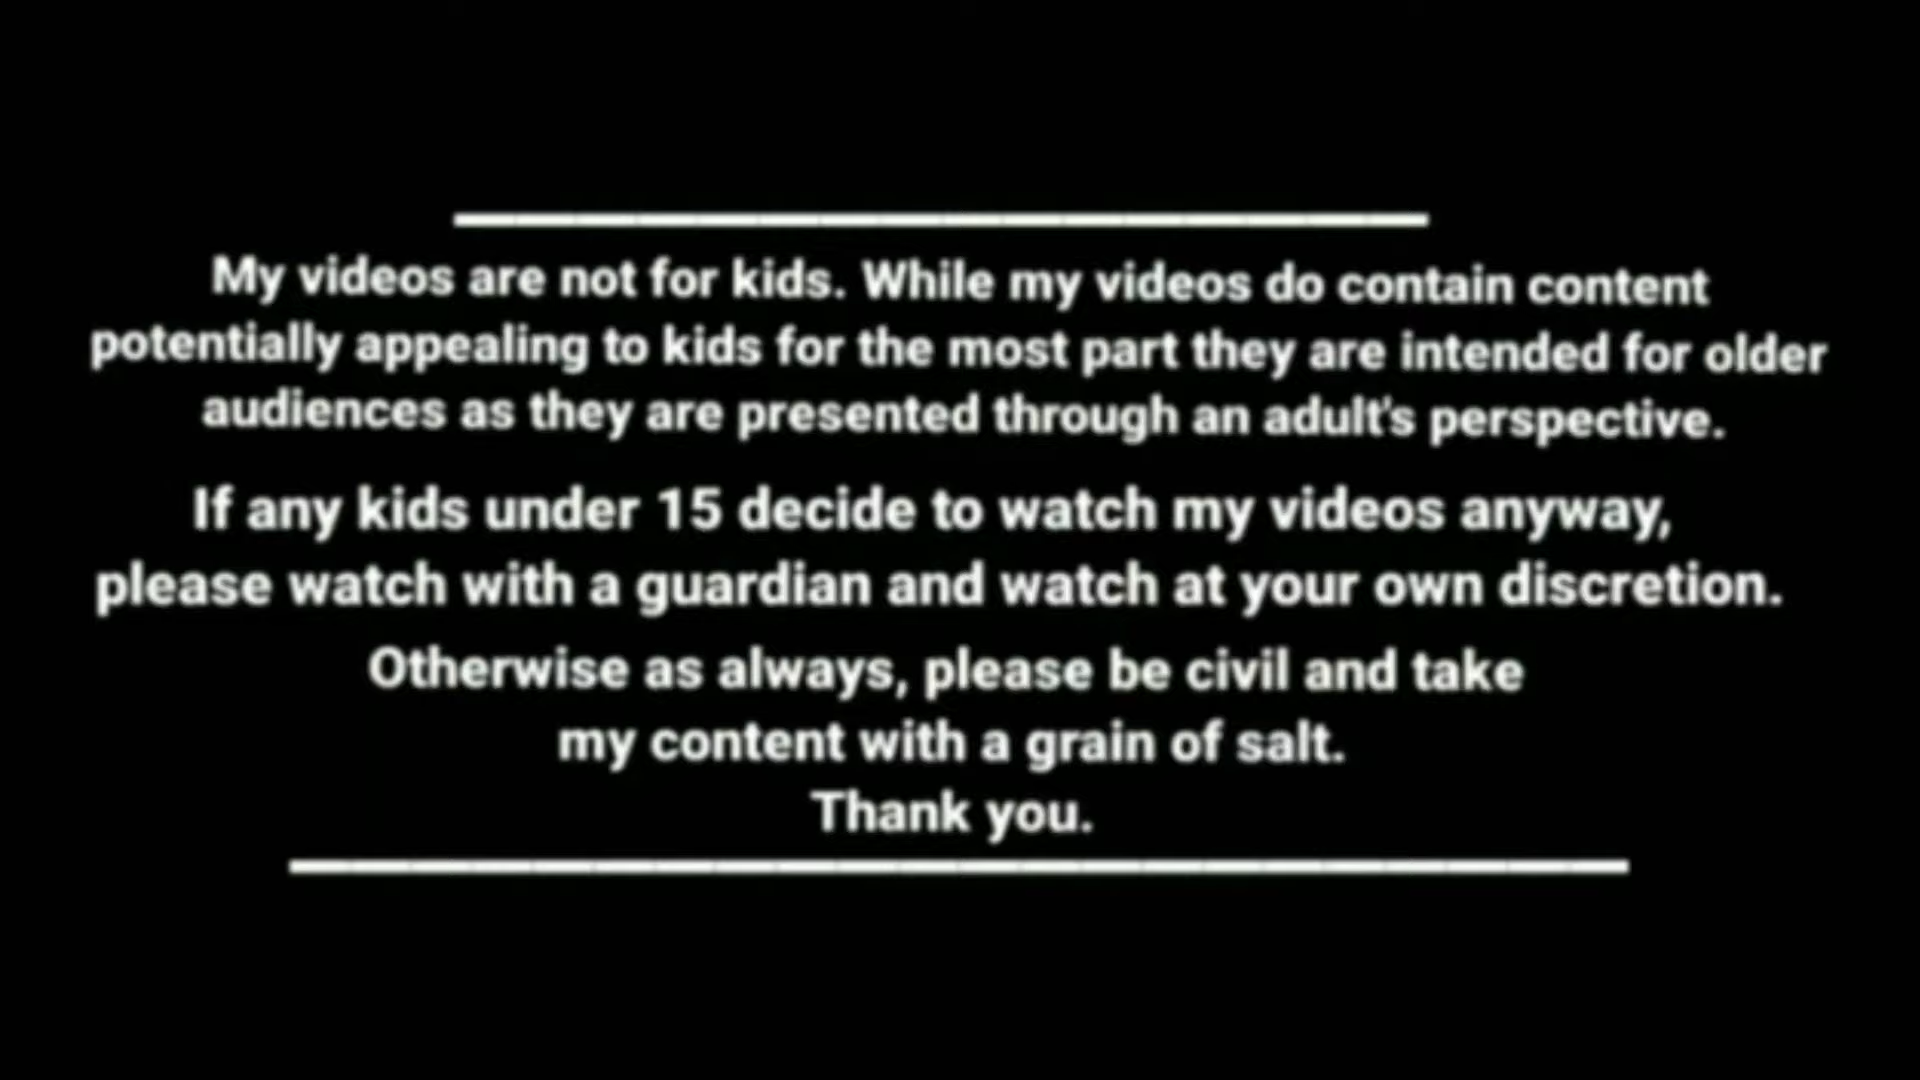 My videos are not for kids. While my videos do contain content
potentially appealing to kids for the most part they are intended for older
audiences as they are presented through an adult's perspective.
If any kids under 15 decide to watch my videos anyway,
please watch with a guardian and watch at your own discretion.
Otherwise as always, please be civil and take
my content with a grain of salt.
Thank you.